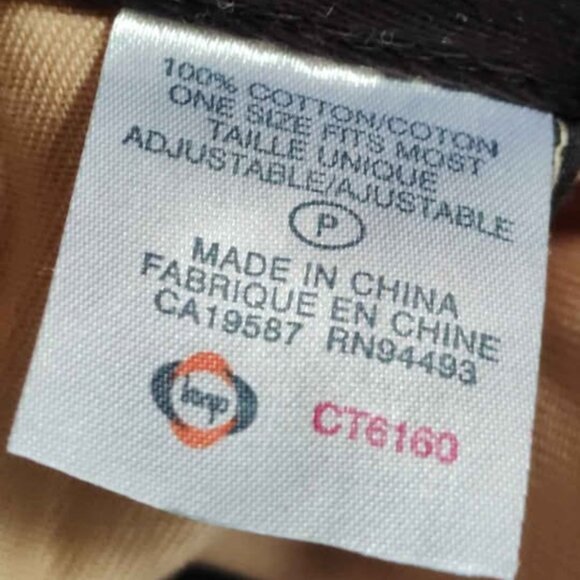 100% COTTON/COTON
ONE SIZE FITS MOST
TAILLE UNIQUE
ADJUSTABLE/AJUSTABLE
P
MADE IN CHINA
FABRIQUE EN CHINE
CA19587 RN94493
CT6160